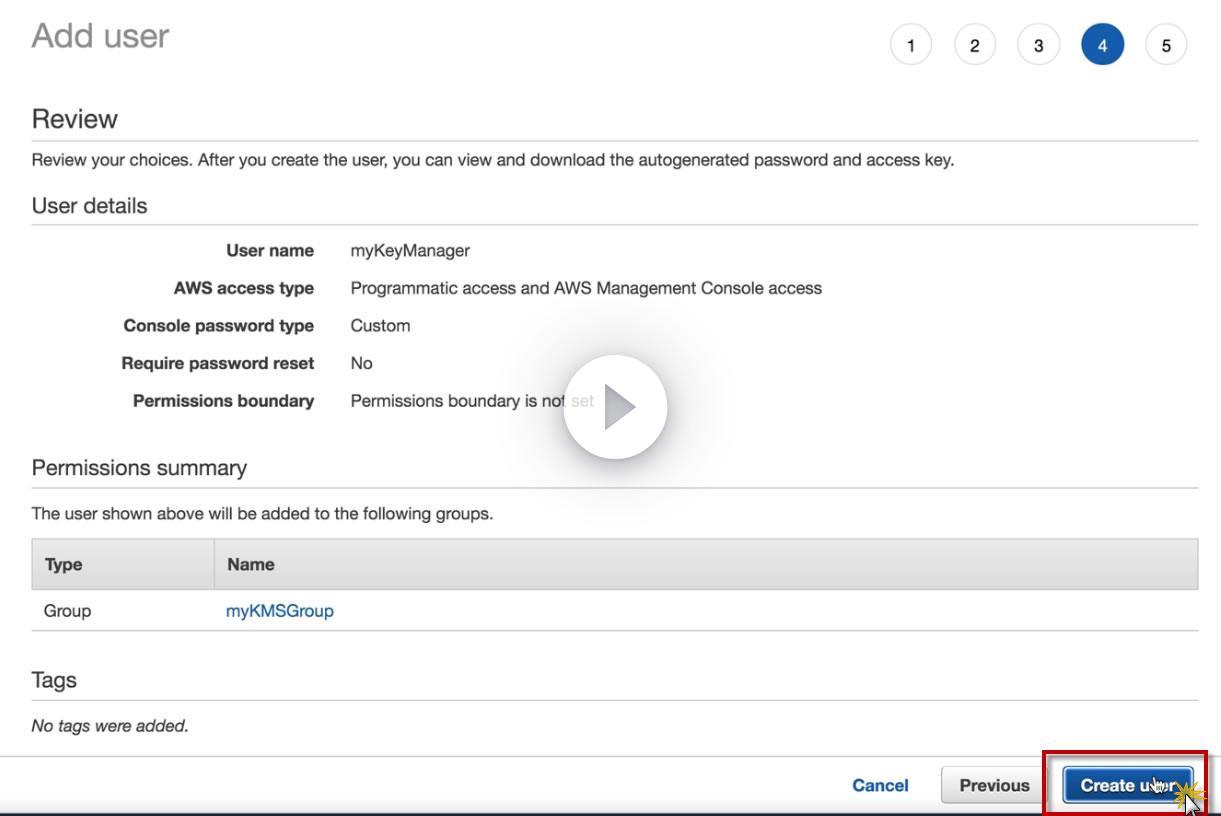 Add user
1 2 3 4 5
Review
Review your choices. After you create the user, you can view and download the autogenerated password and access key.
User details
User name myKeyManager
AWS access type Programmatic access and AWS Management Console access
Console password type Custom
Require password reset No
Permissions boundary Permissions boundary is not set
Permissions summary
The user shown above will be added to the following groups.
Type Name
Group myKMSGroup
Tags
No tags were added.
Cancel Previous Create user